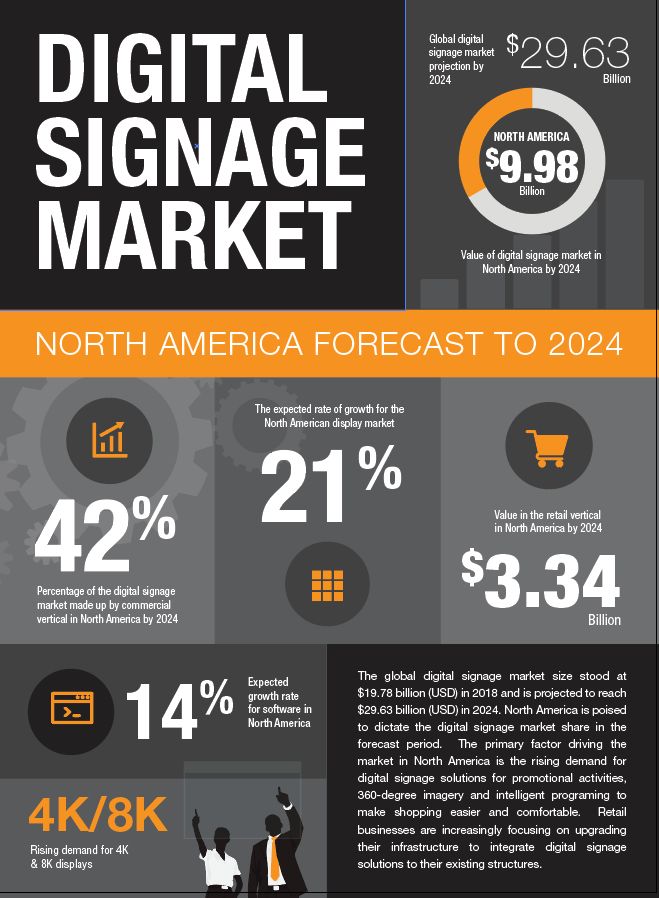 DIGITAL
SIGNAGE
MARKET
Global digital
signage market
projection by
2024
$29.63
Billion
NORTH AMERICA
$9.98
Billion
Value of digital signage market in
North America by 2024
NORTH AMERICA FORECAST TO 2024
42%
Percentage of the digital signage
market made up by commercial
vertical in North America by 2024
The expected rate of growth for the
North American display market
21%
Value in the retail vertical
in North America by 2024
$3.34
Billion
14%
Expected
growth rate
for software in
North America
4K/8K
Rising demand for 4K
& 8K displays
The global digital signage market size stood at
$19.78 billion (USD) in 2018 and is projected to reach
$29.63 billion (USD) in 2024. North America is poised
to dictate the digital signage market share in the
forecast period. The primary factor driving the
market in North America is the rising demand for
digital signage solutions for promotional activities,
360-degree imagery and intelligent programing to
make shopping easier and comfortable. Retail
businesses are increasingly focusing on upgrading
their infrastructure to integrate digital signage
solutions to their existing structures.